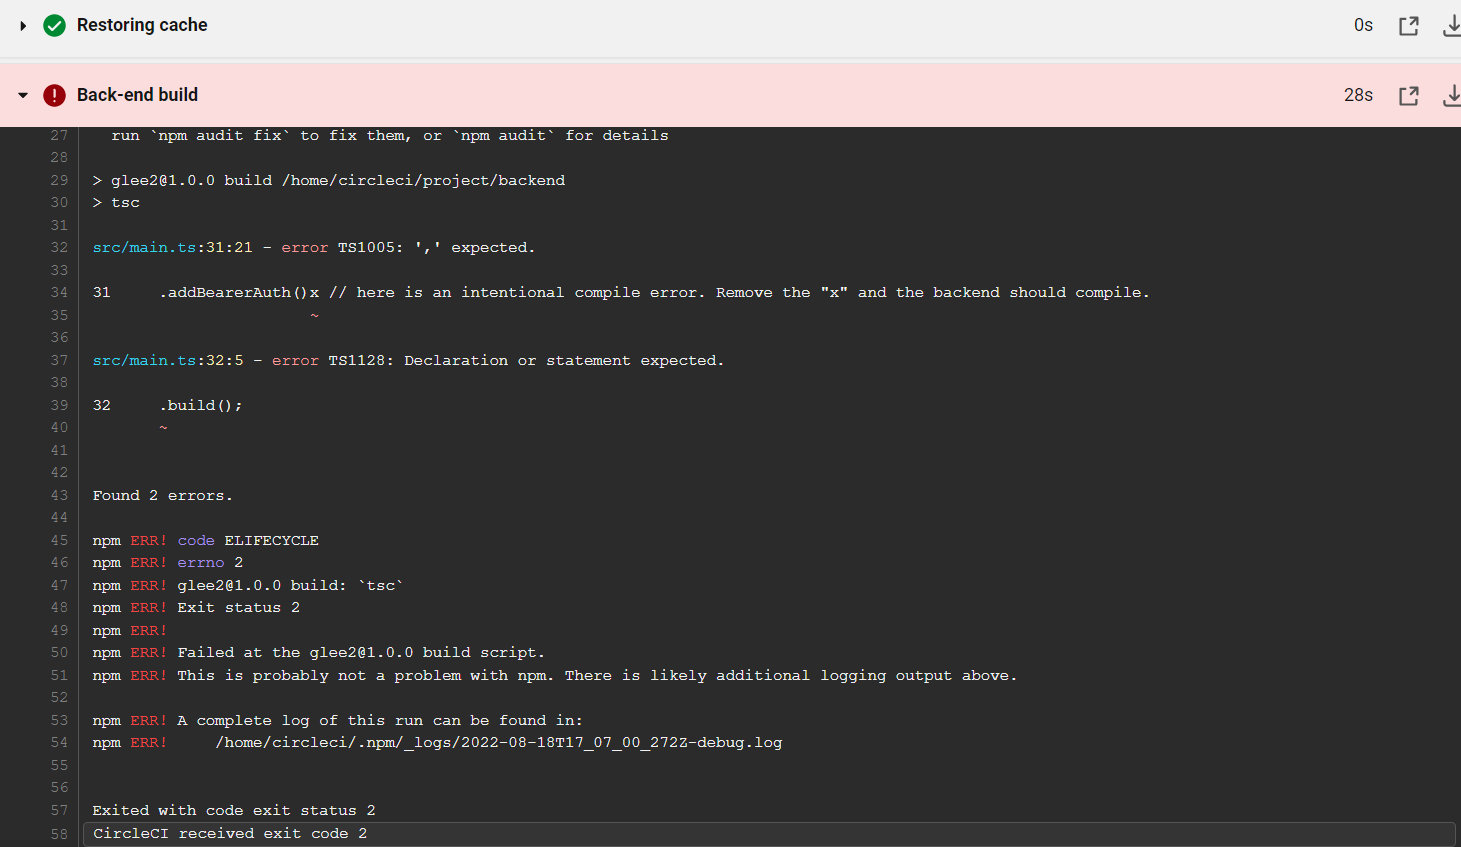 Restoring cache 0s
Back-end build 28s
27 run `npm audit fix` to fix them, or `npm audit` for details
28
29 > glee2@1.0.0 build /home/circleci/project/backend
30 > tsc
31
32 src/main.ts:31:21 - error TS1005: ',' expected.
33
34 31 .addBearerAuth()x // here is an intentional compile error. Remove the "x" and the backend should compile.
35 ~
36
37 src/main.ts:32:5 - error TS1128: Declaration or statement expected.
38
39 32 .build();
40 ~
41
42
43 Found 2 errors.
44
45 npm ERR! code ELIFECYCLE
46 npm ERR! errno 2
47 npm ERR! glee2@1.0.0 build: `tsc`
48 npm ERR! Exit status 2
49 npm ERR!
50 npm ERR! Failed at the glee2@1.0.0 build script.
51 npm ERR! This is probably not a problem with npm. There is likely additional logging output above.
52
53 npm ERR! A complete log of this run can be found in:
54 npm ERR! /home/circleci/.npm/_logs/2022-08-18T17_07_00_272Z-debug.log
55
56
57 Exited with code exit status 2
58 CircleCI received exit code 2